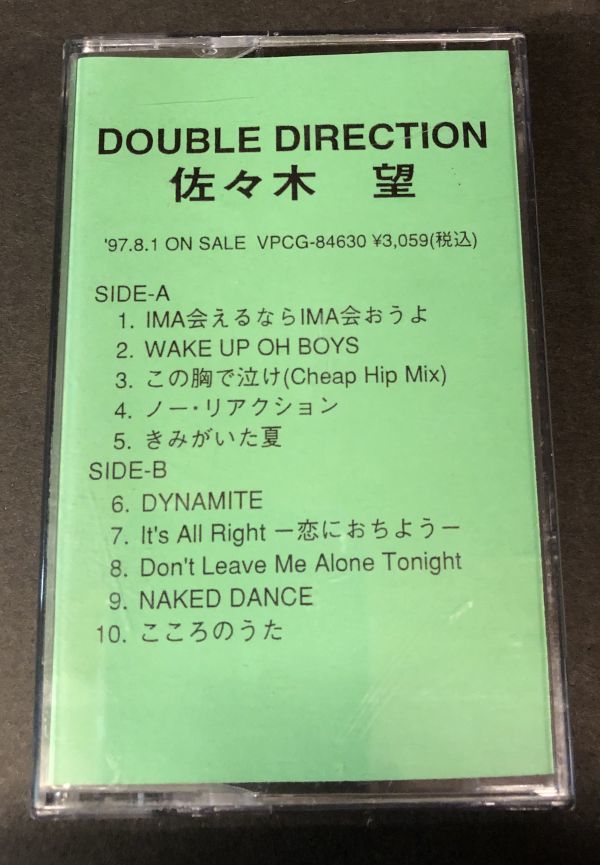 DOUBLE DIRECTION
佐々木　望
'97.8.1 ON SALE VPCG-84630 ¥3,059(税込)
SIDE-A
1. IMA会えるならIMA会おうよ
2. WAKE UP OH BOYS
3. この胸で泣け(Cheap Hip Mix)
4. ノー・リアクション
5. きみがいた夏
SIDE-B
6. DYNAMITE
7. It's All Right ー恋におちようー
8. Don't Leave Me Alone Tonight
9. NAKED DANCE
10. こころのうた